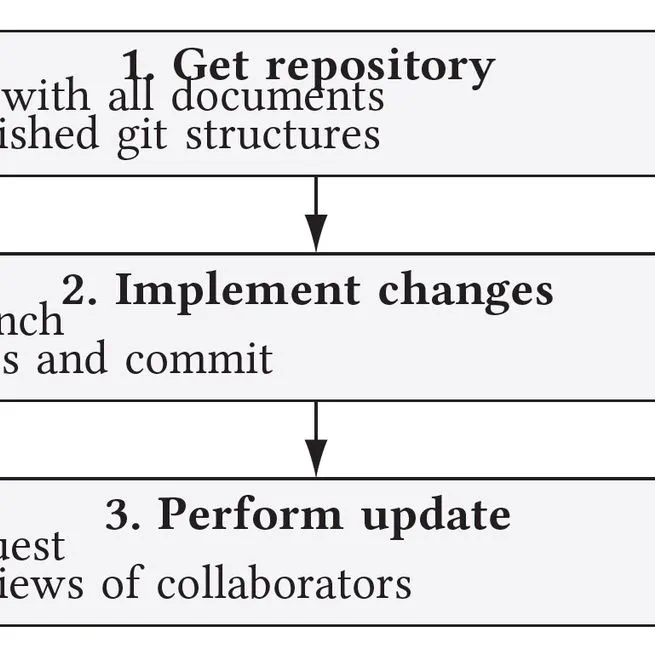 1. Get repository
with all documents
ished git structures
2. Implement changes
nch
s and commit
3. Perform update
uest
iews of collaborators